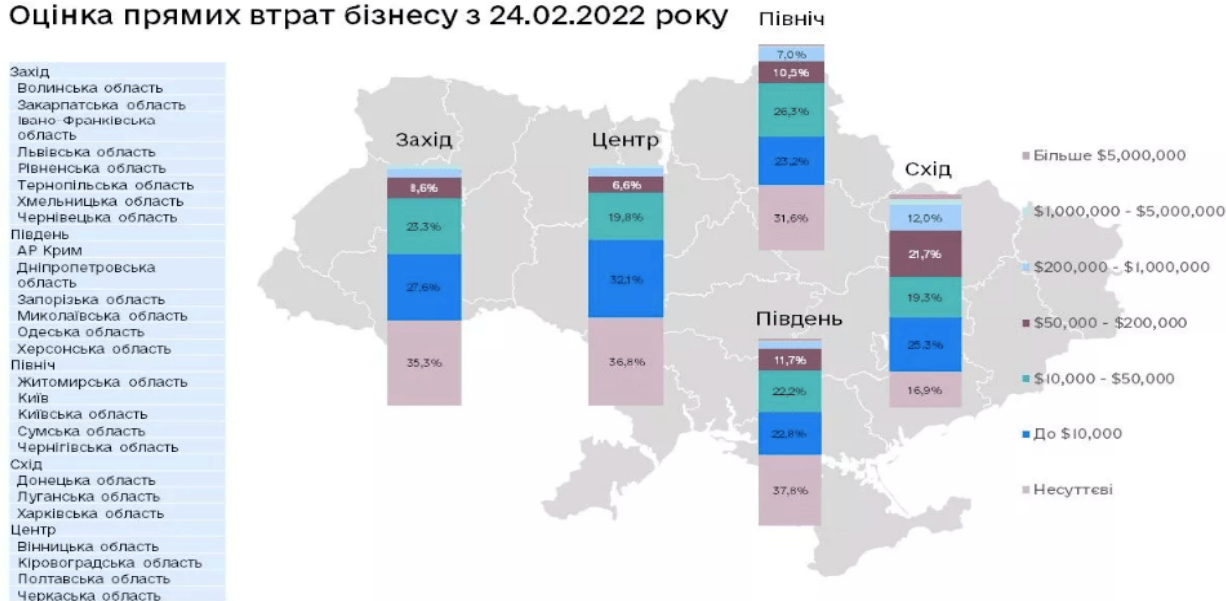 Оцінка прямих втрат бізнесу з 24.02.2022 року
Захід
Волинська область
Закарпатська область
Івано-Франківська
область
Львівська область
Рівненська область
Тернопільська область
Хмельницька область
Чернівецька область
Південь
АР Крим
Дніпропетровська
область
Запорізька область
Миколаївська область
Одеська область
Херсонська область
Північ
Житомирська область
Київ
Київська область
Сумська область
Чернігівська область
Схід
Донецька область
Луганська область
Харківська область
Центр
Вінницька область
Кіровоградська область
Полтавська область
Черкаська область
Захід
8,6%
23,3%
27,6%
35,3%
Центр
6,6%
19,8%
32,1%
36,8%
Північ
7,0%
10,5%
26,3%
23,2%
31,6%
Південь
11,7%
22,2%
22,8%
37,8%
Схід
12,0%
21,7%
19,3%
25,3%
16,9%
Більше $5,000,000
$1,000,000 - $5,000,000
$200,000 - $1,000,000
$50,000 - $200,000
$10,000 - $50,000
До $10,000
Несуттєві